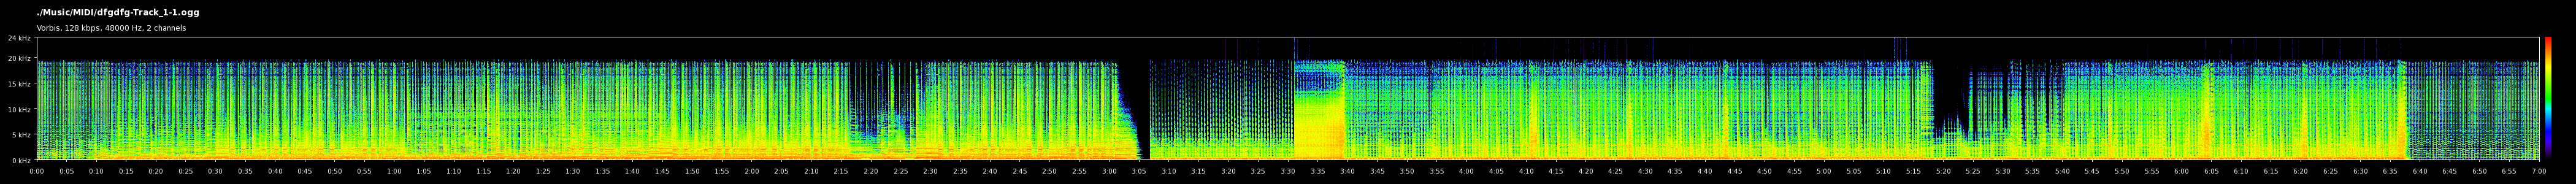 ./Music/MIDI/dfgdfg-Track_1-1.ogg
Vorbis, 128 kbps, 48000 Hz, 2 channels
24 kHz
20 kHz
15 kHz
10 kHz
5 kHz
0 kHz
0:00 0:05 0:10 0:15 0:20 0:25 0:30 0:35 0:40 0:45 0:50 0:55 1:00 1:05 1:10 1:15 1:20 1:25 1:30 1:35 1:40 1:45 1:50 1:55 2:00 2:05 2:10 2:15 2:20 2:25 2:30 2:35 2:40 2:45 2:50 2:55 3:00 3:05 3:10 3:15 3:20 3:25 3:30 3:35 3:40 3:45 3:50 3:55 4:00 4:05 4:10 4:15 4:20 4:25 4:30 4:35 4:40 4:45 4:50 4:55 5:00 5:05 5:10 5:15 5:20 5:25 5:30 5:35 5:40 5:45 5:50 5:55 6:00 6:05 6:10 6:15 6:20 6:25 6:30 6:35 6:40 6:45 6:50 6:55 7:00